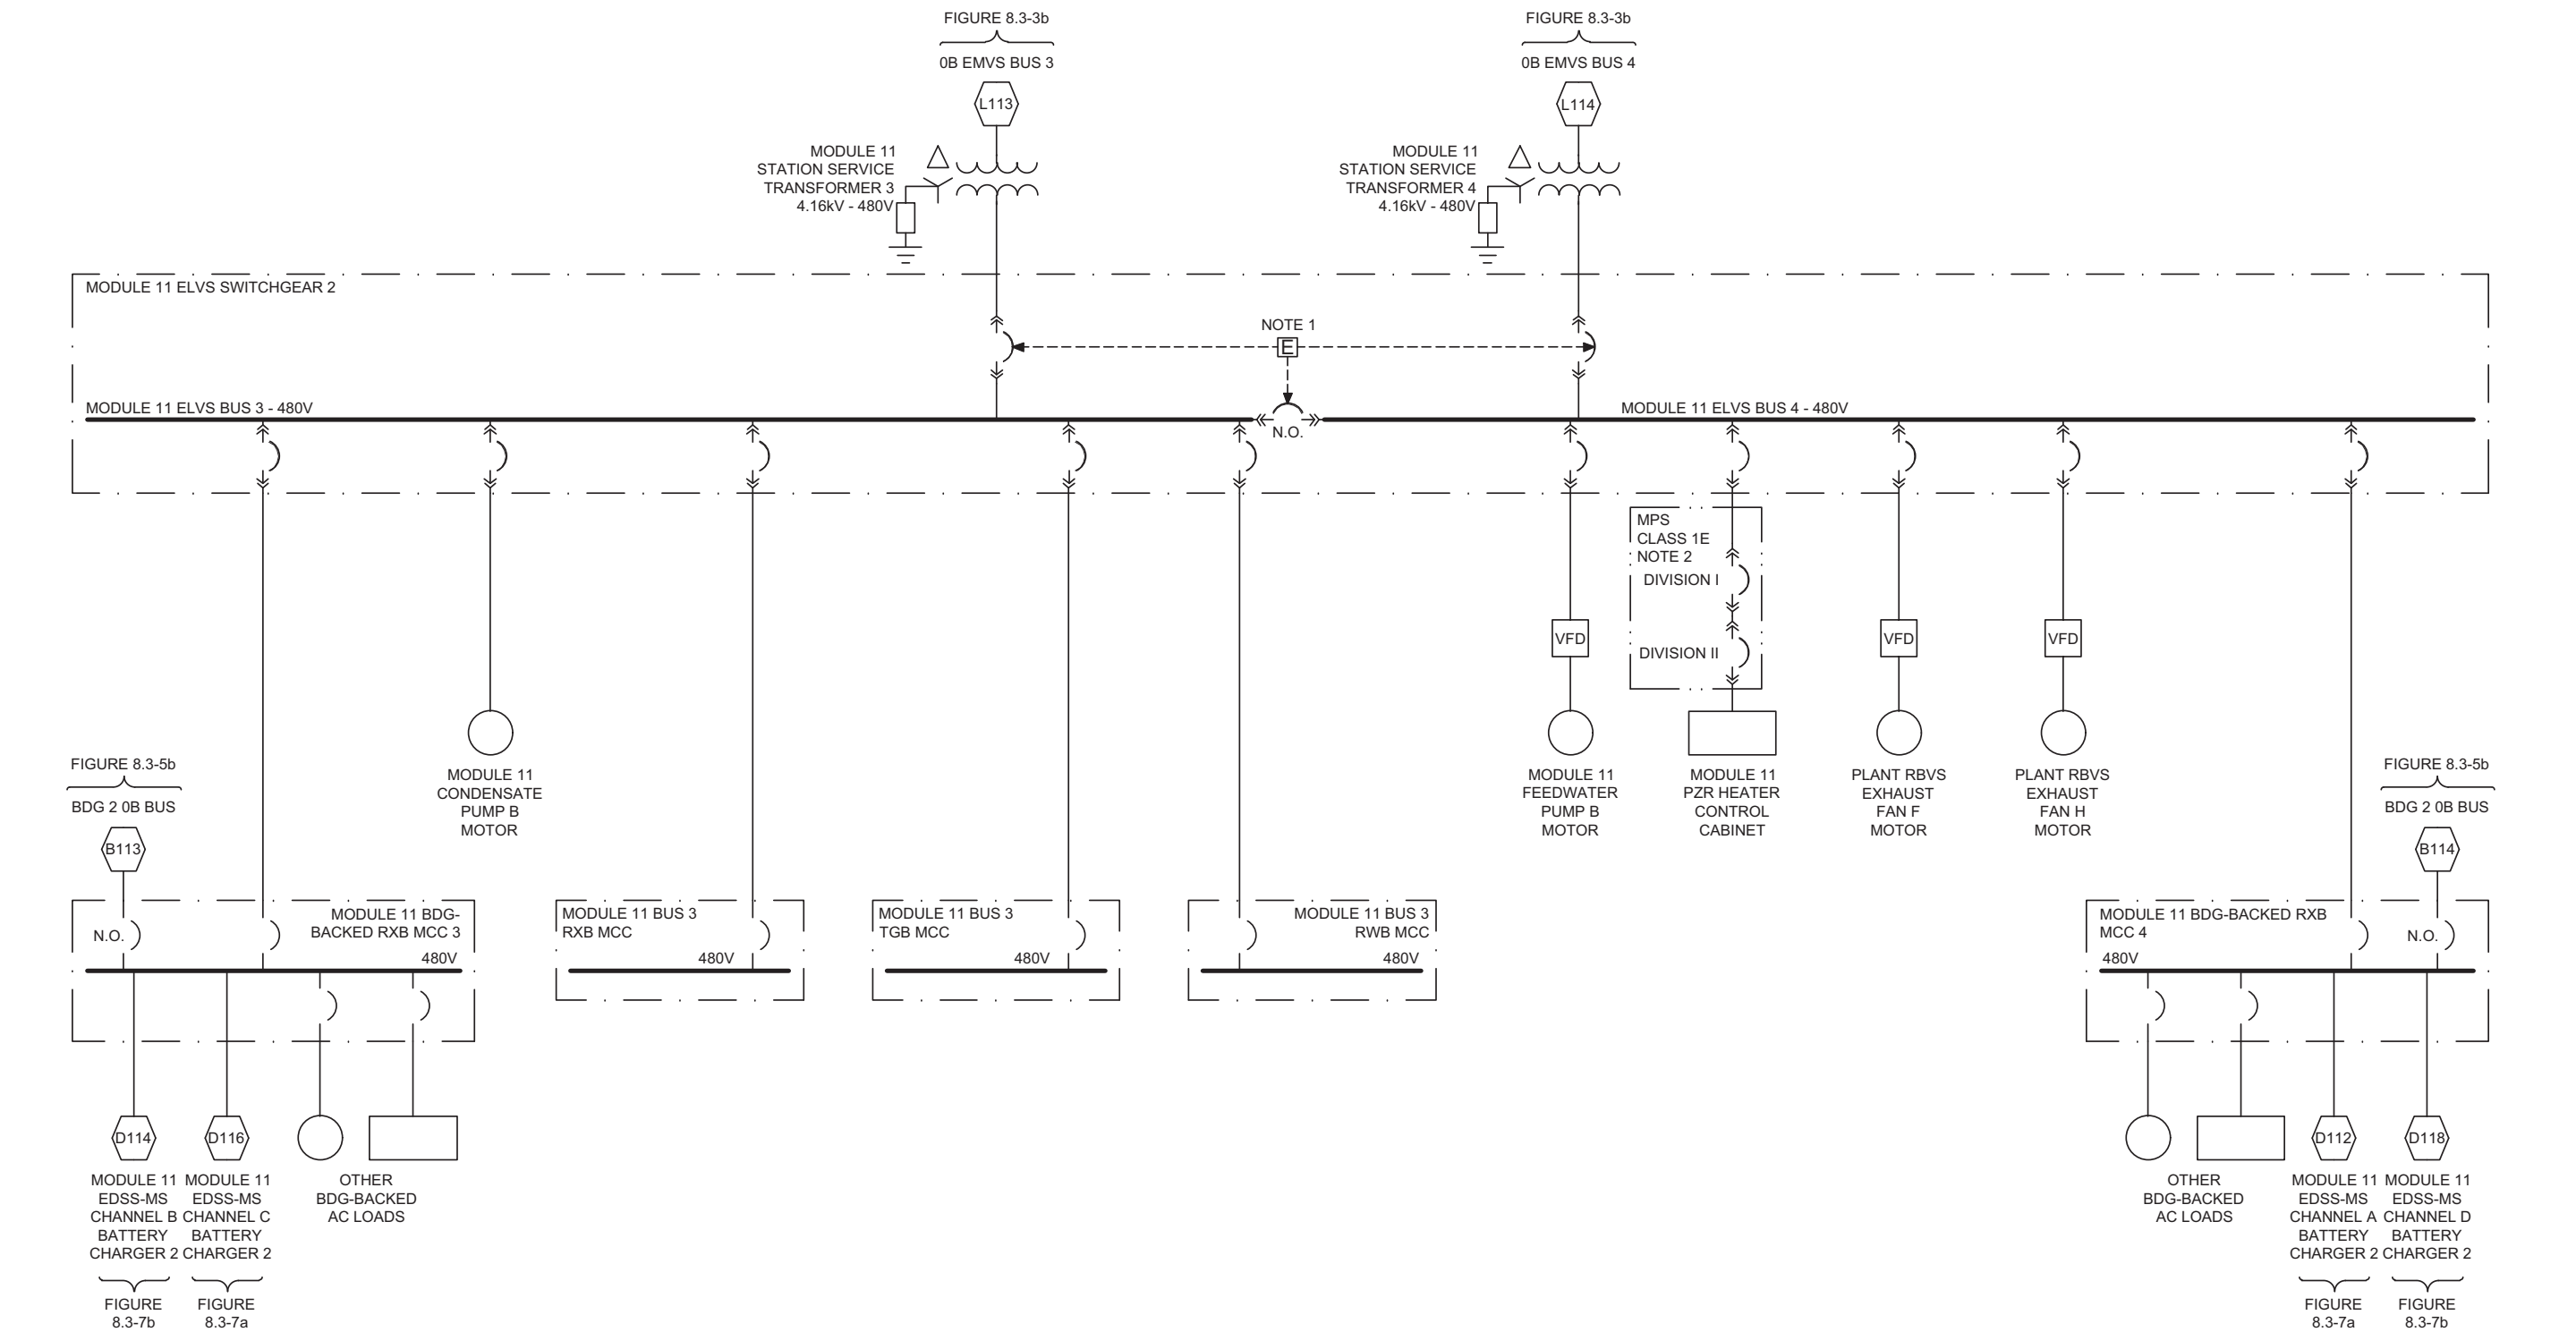 FIGURE 8.3-3b
0B EMVS BUS 3
L113
MODULE 11
STATION SERVICE
TRANSFORMER 3
4.16kV - 480V
FIGURE 8.3-3b
0B EMVS BUS 4
L114
MODULE 11
STATION SERVICE
TRANSFORMER 4
4.16kV - 480V
MODULE 11 ELVS SWITCHGEAR 2
NOTE 1
E
MODULE 11 ELVS BUS 3 - 480V
N.O.
MODULE 11 ELVS BUS 4 - 480V
MPS
CLASS 1E
NOTE 2
DIVISION I
DIVISION II
VFD
VFD
VFD
MODULE 11
CONDENSATE
PUMP B
MOTOR
MODULE 11
FEEDWATER
PUMP B
MOTOR
MODULE 11
PZR HEATER
CONTROL
CABINET
PLANT RBVS
EXHAUST
FAN F
MOTOR
PLANT RBVS
EXHAUST
FAN H
MOTOR
FIGURE 8.3-5b
BDG 2 0B BUS
B113
FIGURE 8.3-5b
BDG 2 0B BUS
B114
N.O.
MODULE 11 BDG-
BACKED RXB MCC 3
480V
MODULE 11 BUS 3
RXB MCC
480V
MODULE 11 BUS 3
TGB MCC
480V
MODULE 11 BUS 3
RWB MCC
480V
MODULE 11 BDG-BACKED RXB
MCC 4
N.O.
480V
D114
MODULE 11
EDSS-MS
CHANNEL B
BATTERY
CHARGER 2
FIGURE
8.3-7b
D116
MODULE 11
EDSS-MS
CHANNEL C
BATTERY
CHARGER 2
FIGURE
8.3-7a
OTHER
BDG-BACKED
AC LOADS
OTHER
BDG-BACKED
AC LOADS
D112
MODULE 11
EDSS-MS
CHANNEL A
BATTERY
CHARGER 2
FIGURE
8.3-7a
D118
MODULE 11
EDSS-MS
CHANNEL D
BATTERY
CHARGER 2
FIGURE
8.3-7b